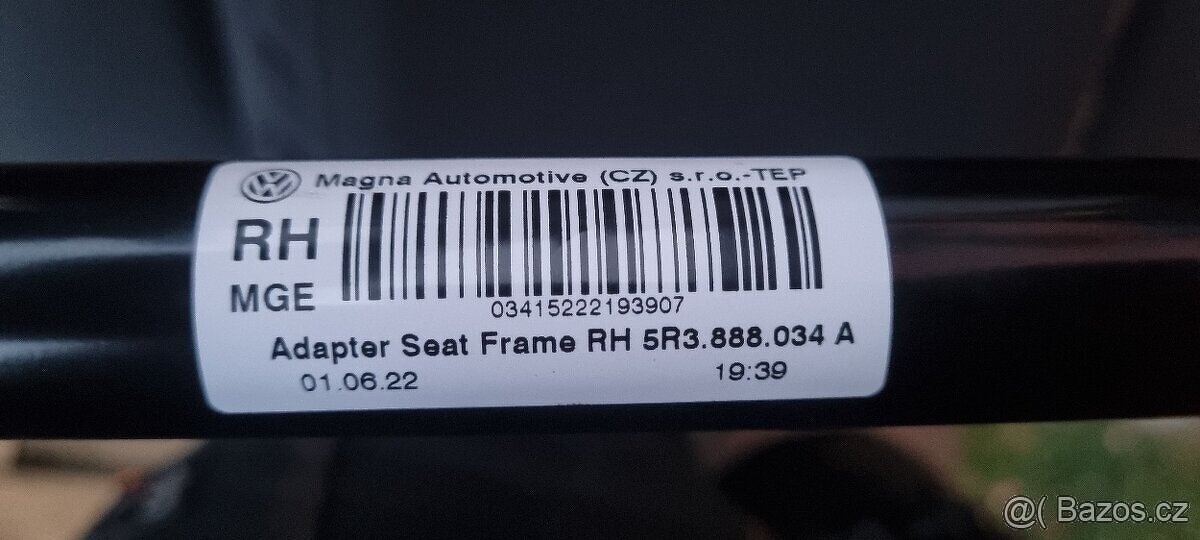 Magna Automotive (CZ) s.r.o.-TEP
RH
MGE
03415222193907
Adapter Seat Frame RH 5R3.888.034 A
01.06.22 19:39
@( Bazos.cz